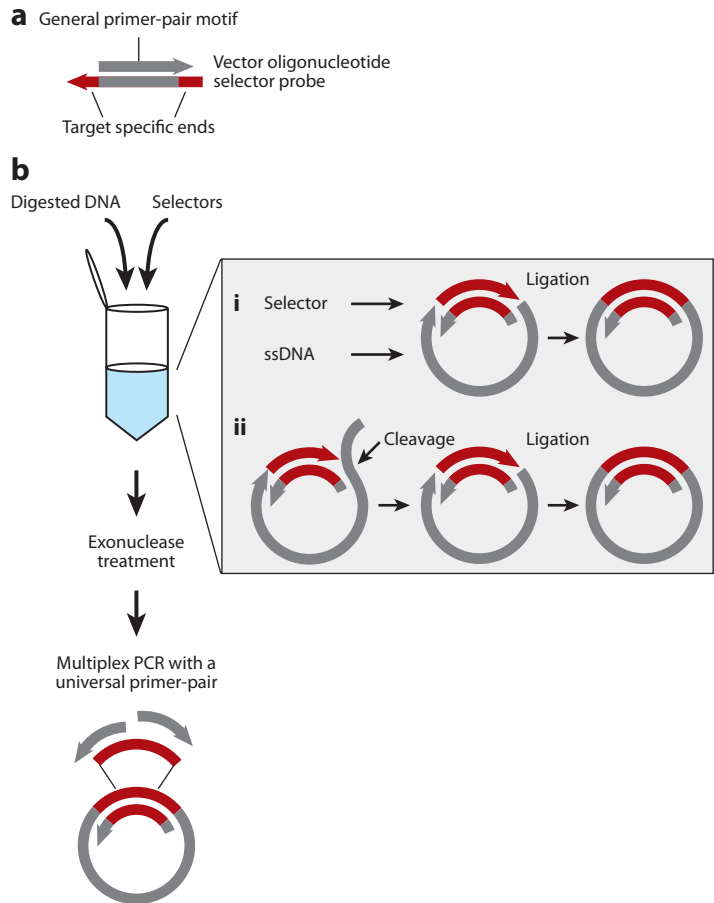 a
General primer-pair motif
Vector oligonucleotide
selector probe
Target specific ends
b
Digested DNA
Selectors
i
Selector
ssDNA
Ligation
ii
Cleavage
Ligation
Exonuclease
treatment
Multiplex PCR with a
universal primer-pair